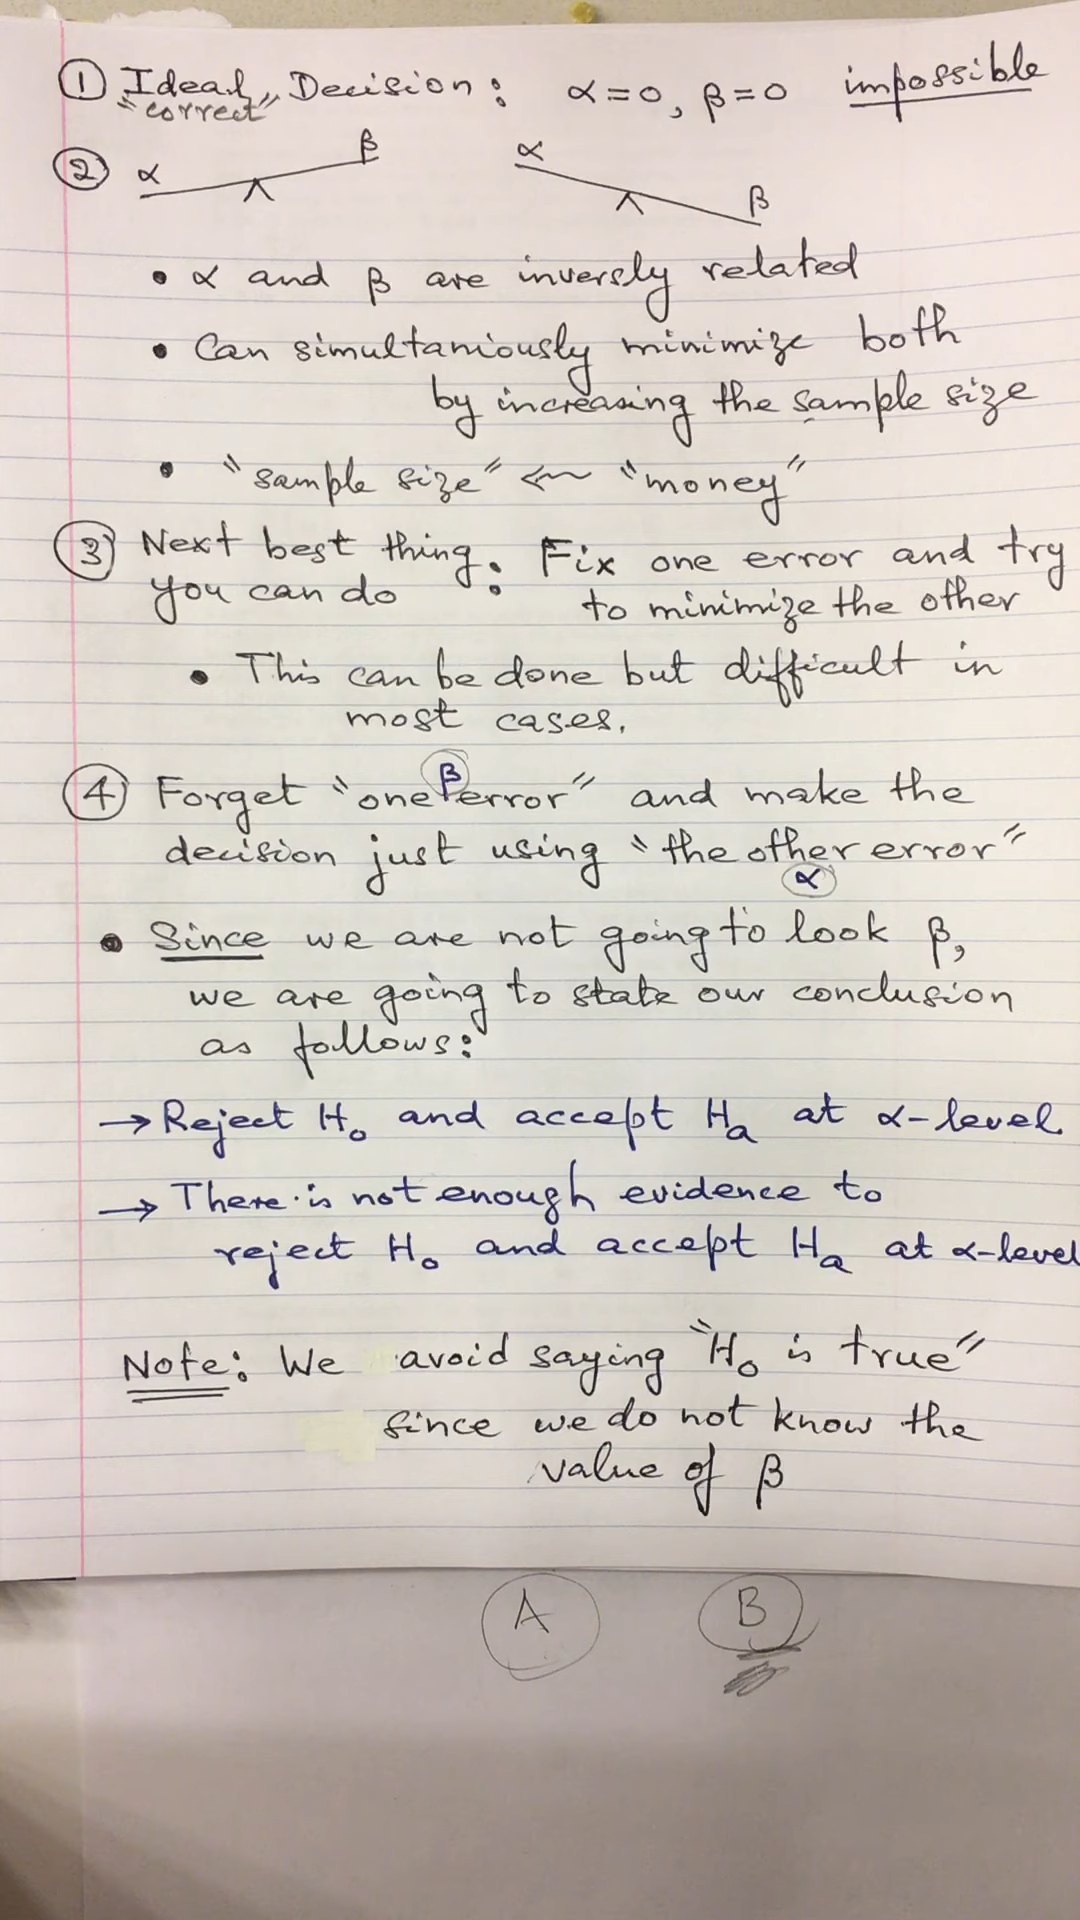 ① Ideal Decision: α=0, β=0 impossible
"correct"
② α β α β
• α and β are inversly related
• Can simultaniously minimize both
by increasing the sample size
• "sample size" ⇜ "money"
③ Next best thing: Fix one error and try
you can do to minimize the other
• This can be done but difficult in
most cases.
β
④ Forget "one error" and make the
decision just using "the other error"
α
• Since we are not going to look β,
we are going to state our conclusion
as follows:
→ Reject H₀ and accept Hₐ at α-level
→ There is not enough evidence to
reject H₀ and accept Hₐ at α-level
Note: We avoid saying "H₀ is true"
since we do not know the
value of β
A B